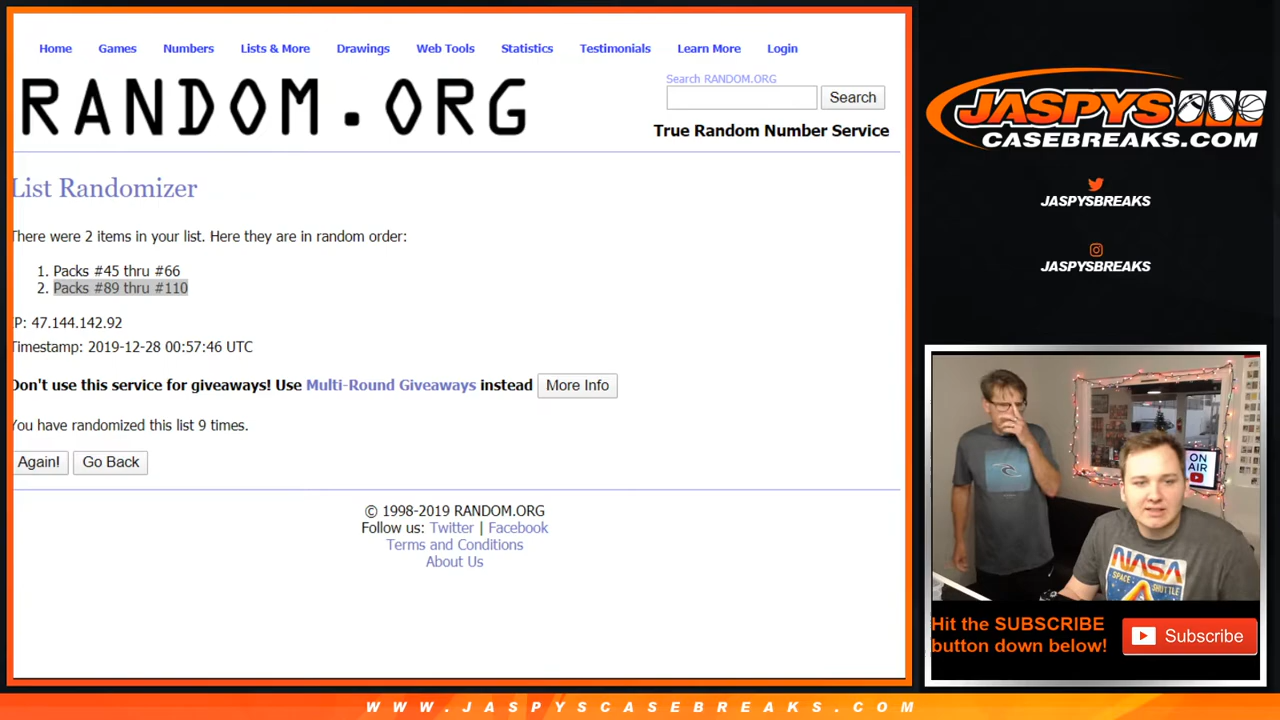 Home Games Numbers Lists & More Drawings Web Tools Statistics Testimonials Learn More Login
RANDOM.ORG
Search RANDOM.ORG
Search
True Random Number Service
List Randomizer
There were 2 items in your list. Here they are in random order:
1. Packs #45 thru #66
2. Packs #89 thru #110
IP: 47.144.142.92
Timestamp: 2019-12-28 00:57:46 UTC
Don't use this service for giveaways! Use Multi-Round Giveaways instead More Info
You have randomized this list 9 times.
Again! Go Back
© 1998-2019 RANDOM.ORG
Follow us: Twitter | Facebook
Terms and Conditions
About Us
JASPYS
CASEBREAKS.COM
JASPYSBREAKS
JASPYSBREAKS
ON
AIR
NASA
SPACE SHUTTLE
Hit the SUBSCRIBE
button down below!
Subscribe
WWW.JASPYSCASEBREAKS.COM